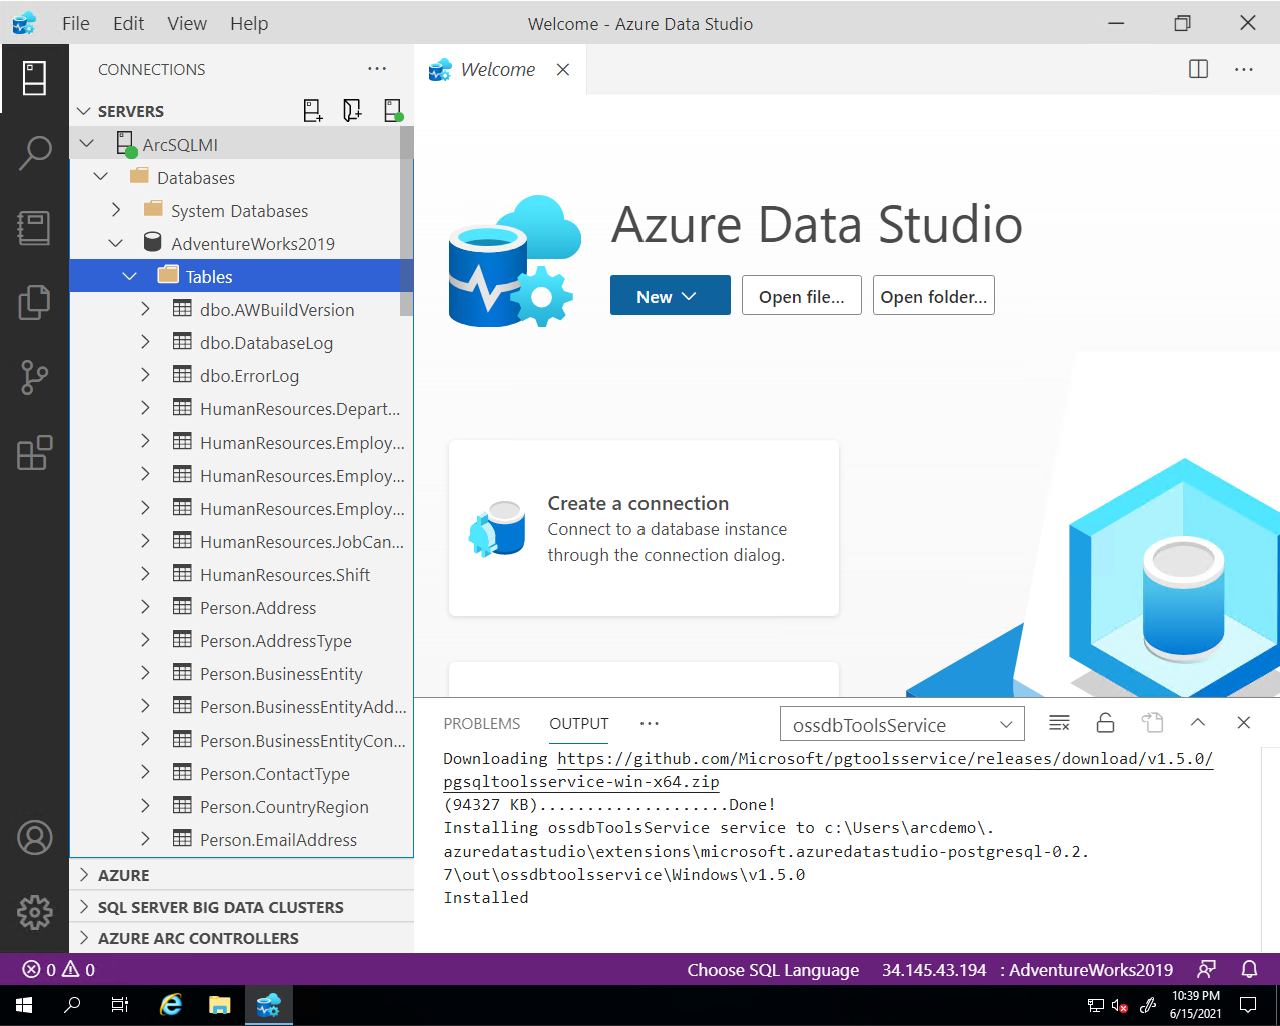 File Edit View Help
Welcome - Azure Data Studio
CONNECTIONS
Welcome
SERVERS
ArcSQLMI
Databases
System Databases
AdventureWorks2019
Tables
dbo.AWBuildVersion
dbo.DatabaseLog
dbo.ErrorLog
HumanResources.Depart...
HumanResources.Employ...
HumanResources.Employ...
HumanResources.Employ...
HumanResources.JobCan...
HumanResources.Shift
Person.Address
Person.AddressType
Person.BusinessEntity
Person.BusinessEntityAdd...
Person.BusinessEntityCon...
Person.ContactType
Person.CountryRegion
Person.EmailAddress
AZURE
SQL SERVER BIG DATA CLUSTERS
AZURE ARC CONTROLLERS
Azure Data Studio
New
Open file...
Open folder...
Create a connection
Connect to a database instance
through the connection dialog.
PROBLEMS OUTPUT
ossdbToolsService
Downloading https://github.com/Microsoft/pgtoolsservice/releases/download/v1.5.0/
pgsqltoolsservice-win-x64.zip
(94327 KB)....................Done!
Installing ossdbToolsService service to c:\Users\arcdemo\.
azuredatastudio\extensions\microsoft.azuredatastudio-postgresql-0.2.
7\out\ossdbtoolsservice\Windows\v1.5.0
Installed
0 0
Choose SQL Language
34.145.43.194 : AdventureWorks2019
10:39 PM
6/15/2021